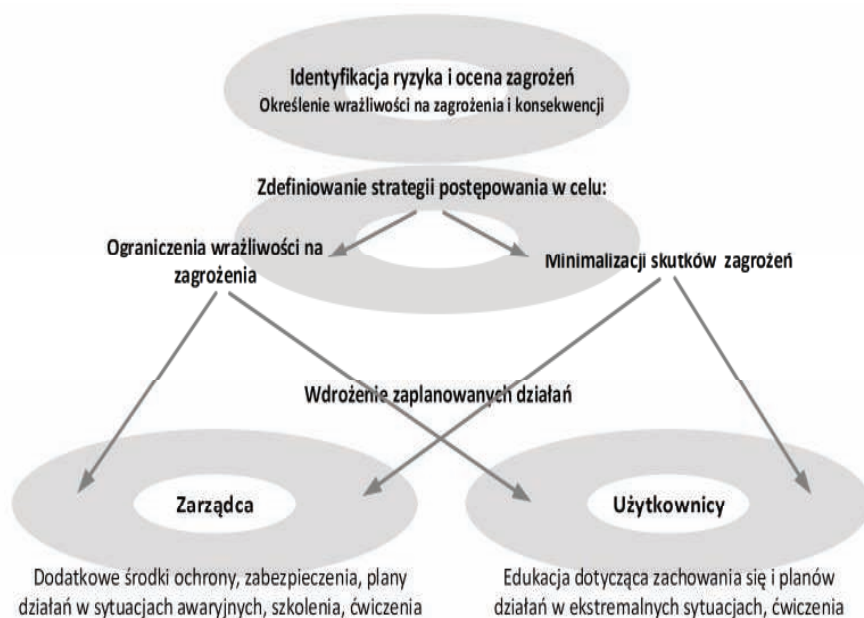 Identyfikacja ryzyka i ocena zagrożeń
Określenie wrażliwości na zagrożenia i konsekwencji
Zdefiniowanie strategii postępowania w celu:
Ograniczenia wrażliwości na
zagrożenia
Minimalizacji skutków zagrożeń
Wdrożenie zaplanowanych działań
Zarządca
Użytkownicy
Dodatkowe środki ochrony, zabezpieczenia, plany
działań w sytuacjach awaryjnych, szkolenia, ćwiczenia
Edukacja dotycząca zachowania się i planów
działań w ekstremalnych sytuacjach, ćwiczenia